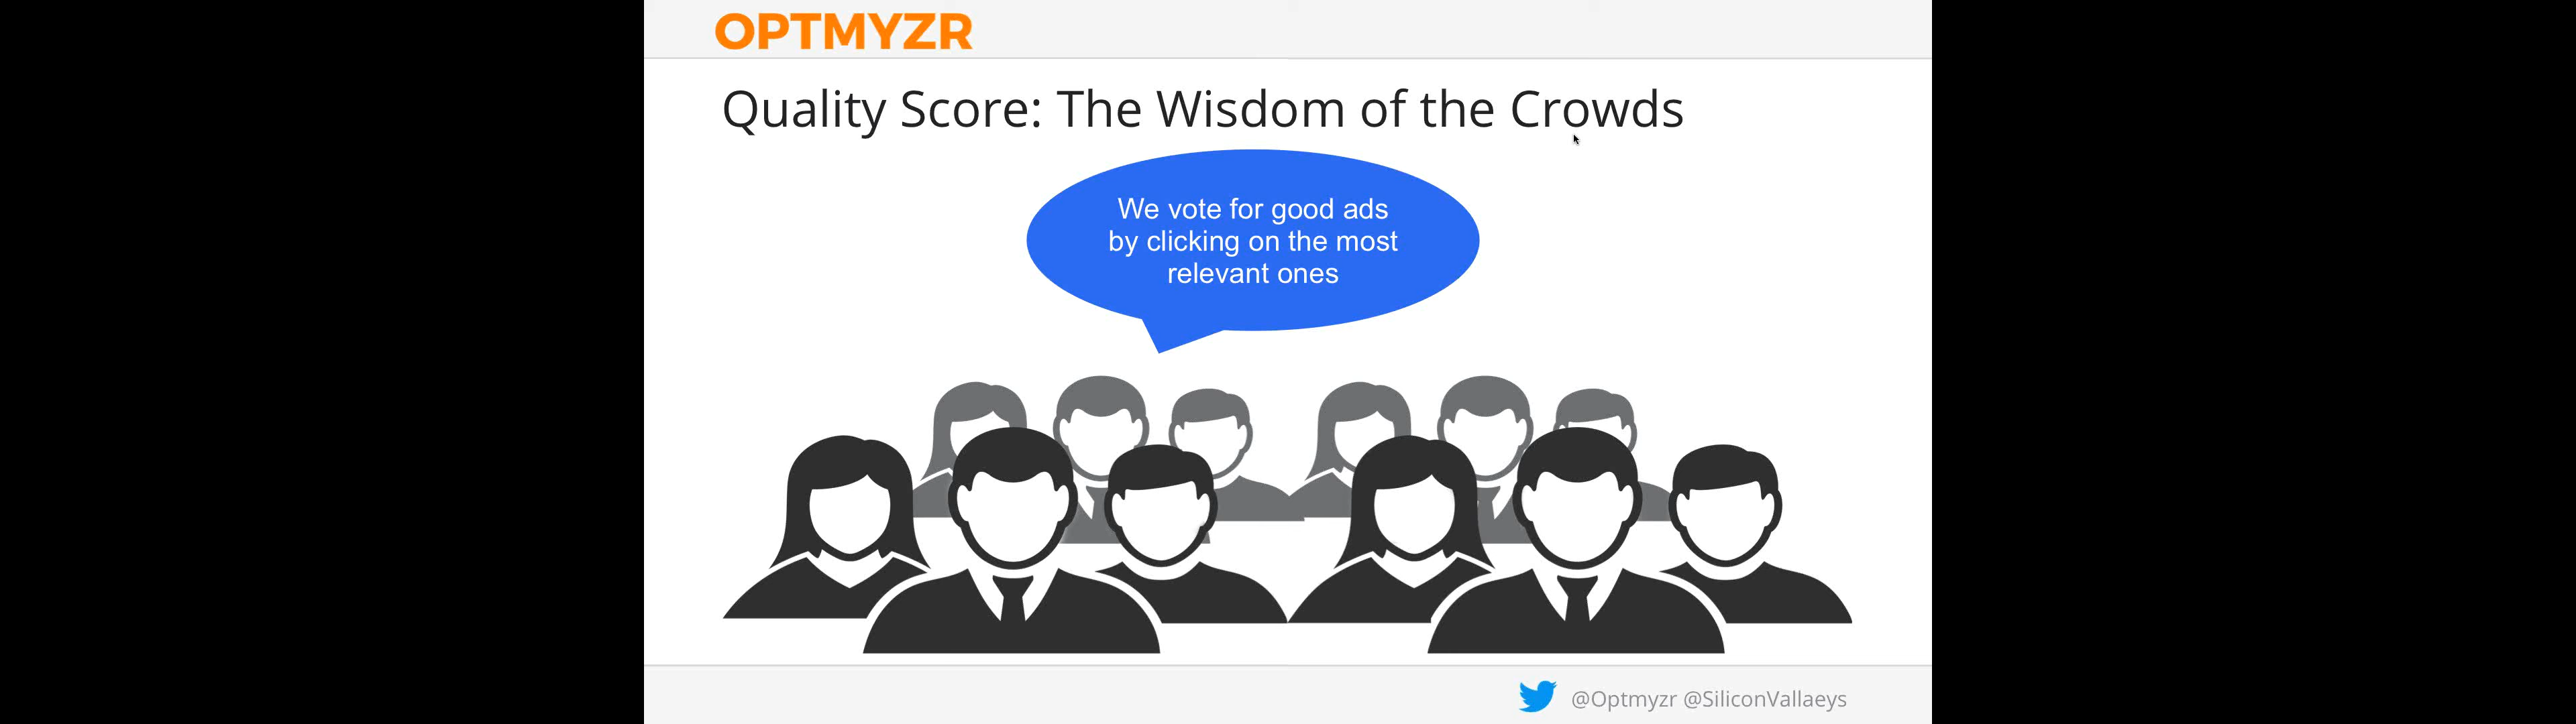 OPTMYZR
Quality Score: The Wisdom of the Crowds
We vote for good ads
by clicking on the most
relevant ones
@Optmyzr @SiliconVallaeys